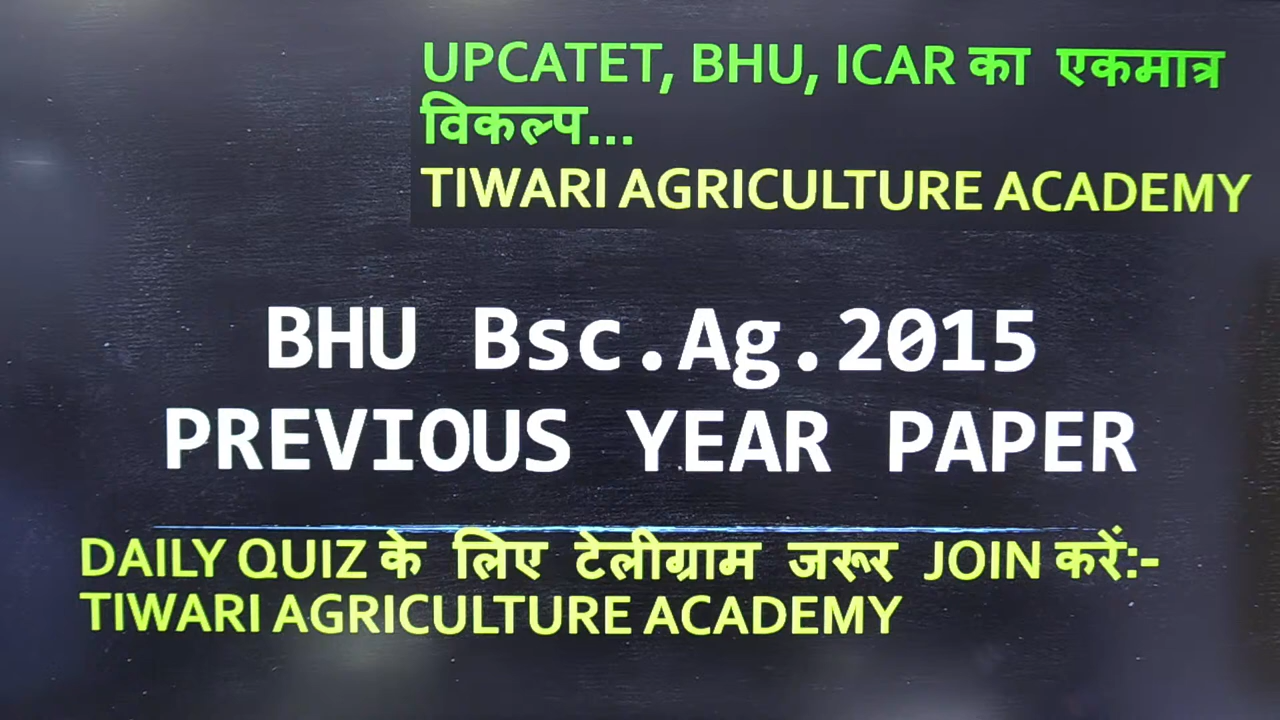 UPCATET, BHU, ICAR का एकमात्र
विकल्प...
TIWARI AGRICULTURE ACADEMY
BHU Bsc.Ag.2015
PREVIOUS YEAR PAPER
DAILY QUIZ के लिए टेलीग्राम जरूर JOIN करें:-
TIWARI AGRICULTURE ACADEMY